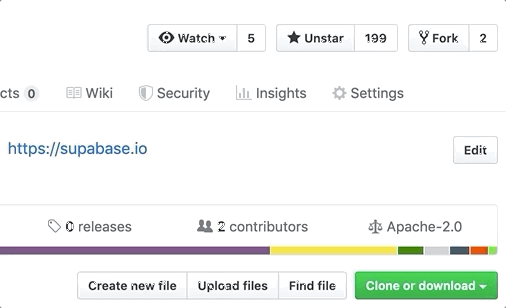 Watch 5 Unstar 199 Fork 2
cts 0 Wiki Security Insights Settings
https://supabase.io Edit
0 releases 2 contributors Apache-2.0
Create new file Upload files Find file Clone or download